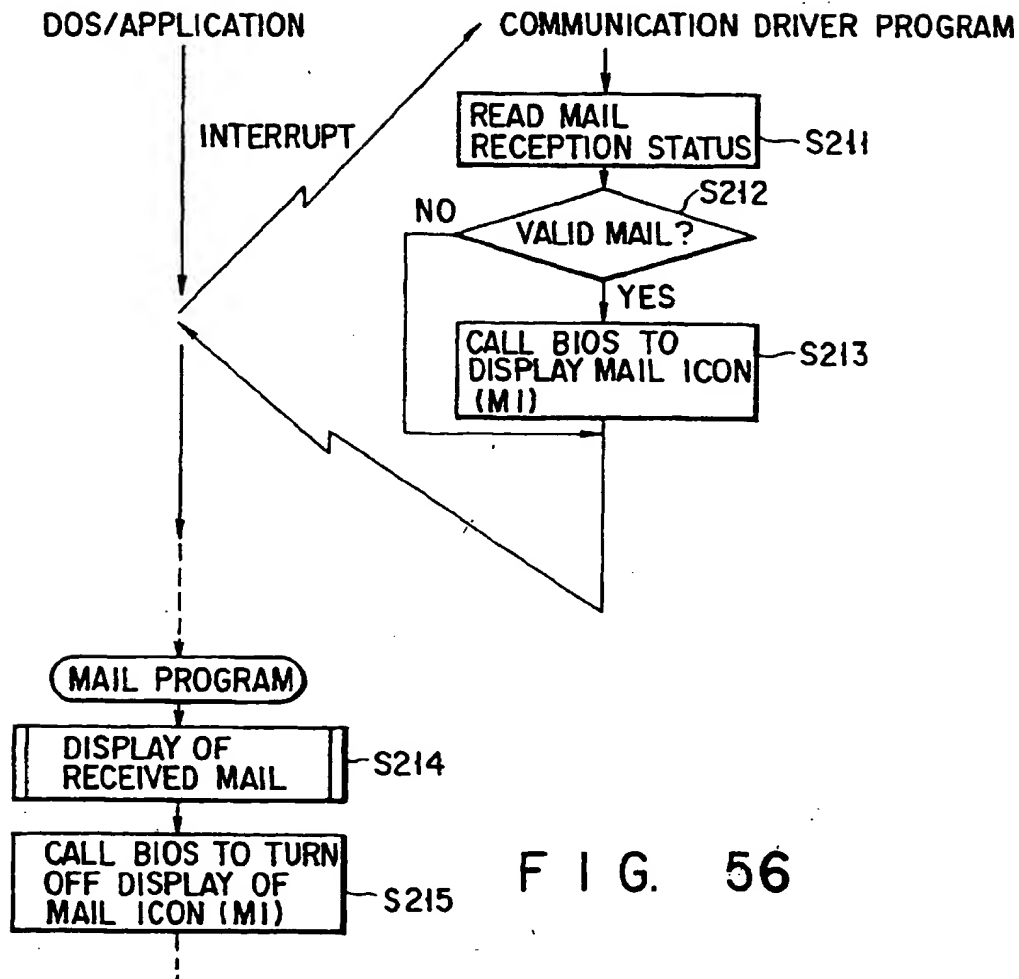 DOS/APPLICATION
COMMUNICATION DRIVER PROGRAM
INTERRUPT
READ MAIL
RECEPTION STATUS
S211
S212
NO
VALID MAIL?
YES
CALL BIOS TO
DISPLAY MAIL ICON
(MI)
S213
MAIL PROGRAM
DISPLAY OF
RECEIVED MAIL
S214
CALL BIOS TO TURN
OFF DISPLAY OF
MAIL ICON (MI)
S215
FIG. 56